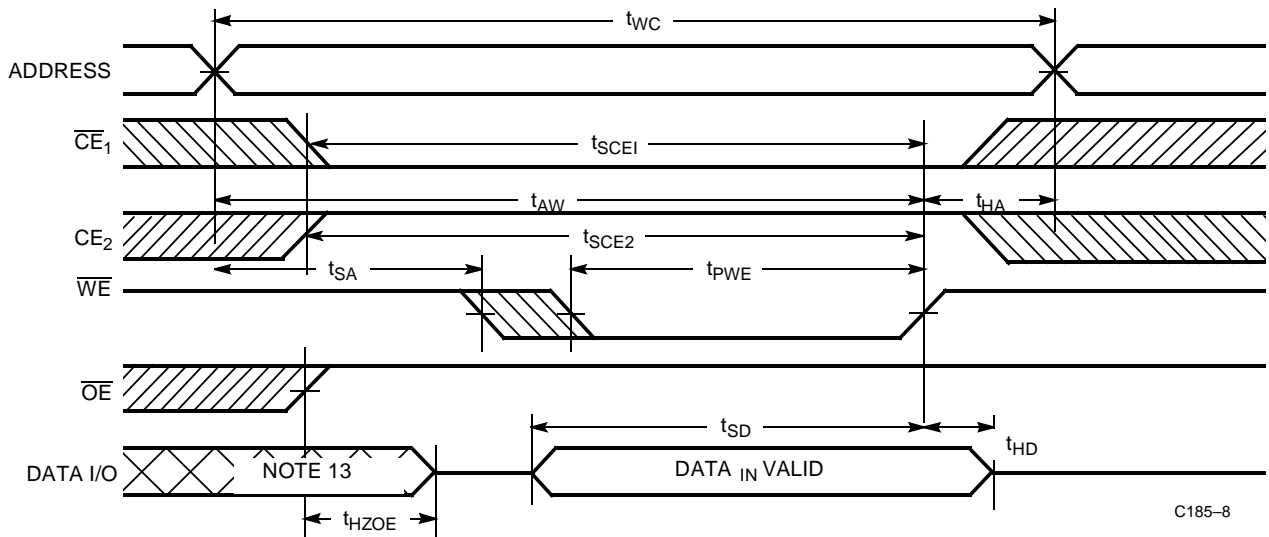 tWC
ADDRESS
CE1
tSCEI
tAW
tHA
CE2
tSCE2
tSA
tPWE
WE
OE
tSD
tHD
DATA I/O
NOTE 13
DATA IN VALID
tHZOE
C185–8